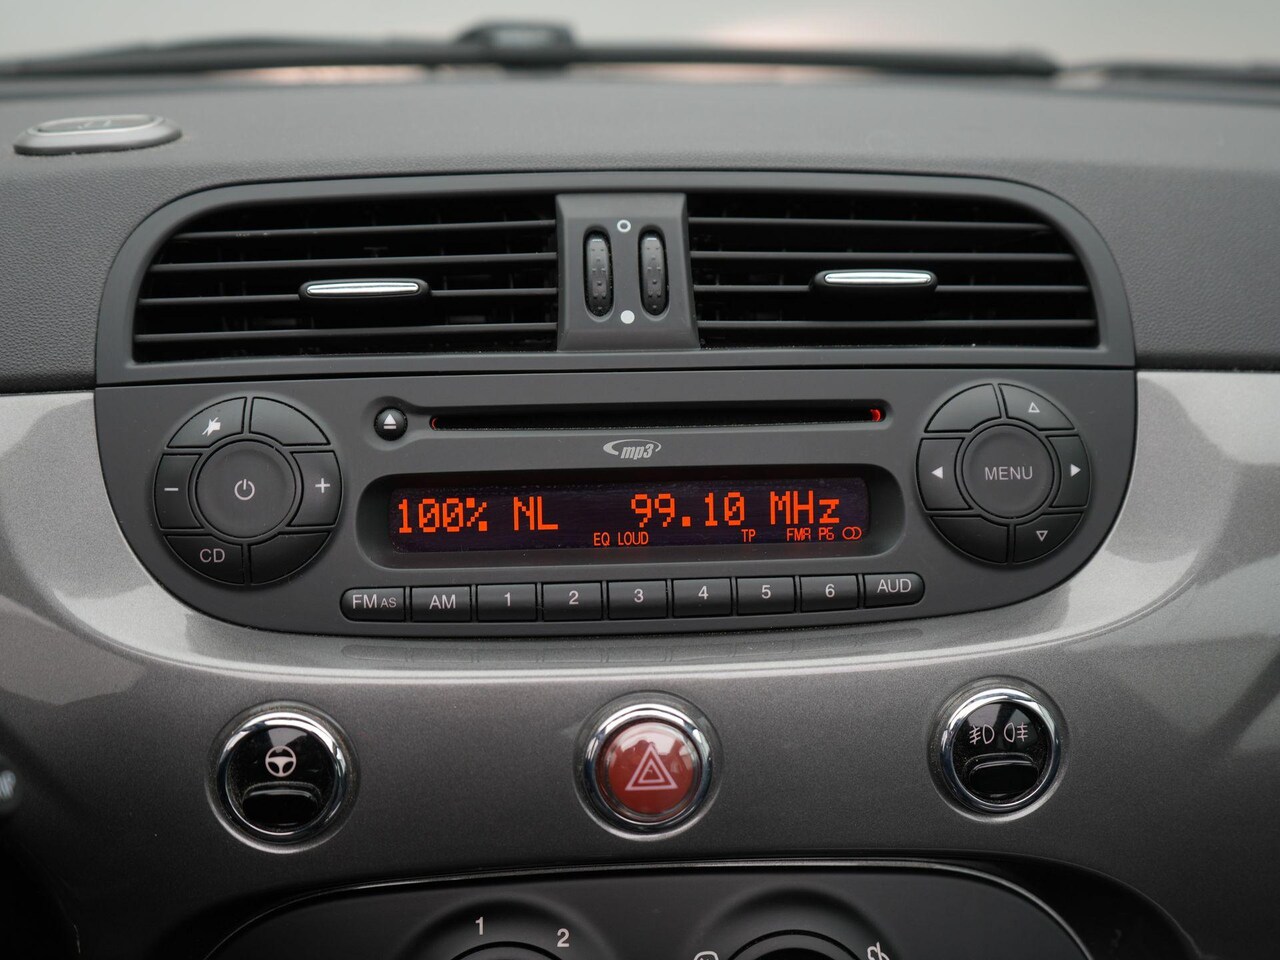 mp3
100% NL 99.10 MHz
EQ LOUD TP FMA P6
- +
MENU
CD
FM AS AM 1 2 3 4 5 6 AUD
1 2